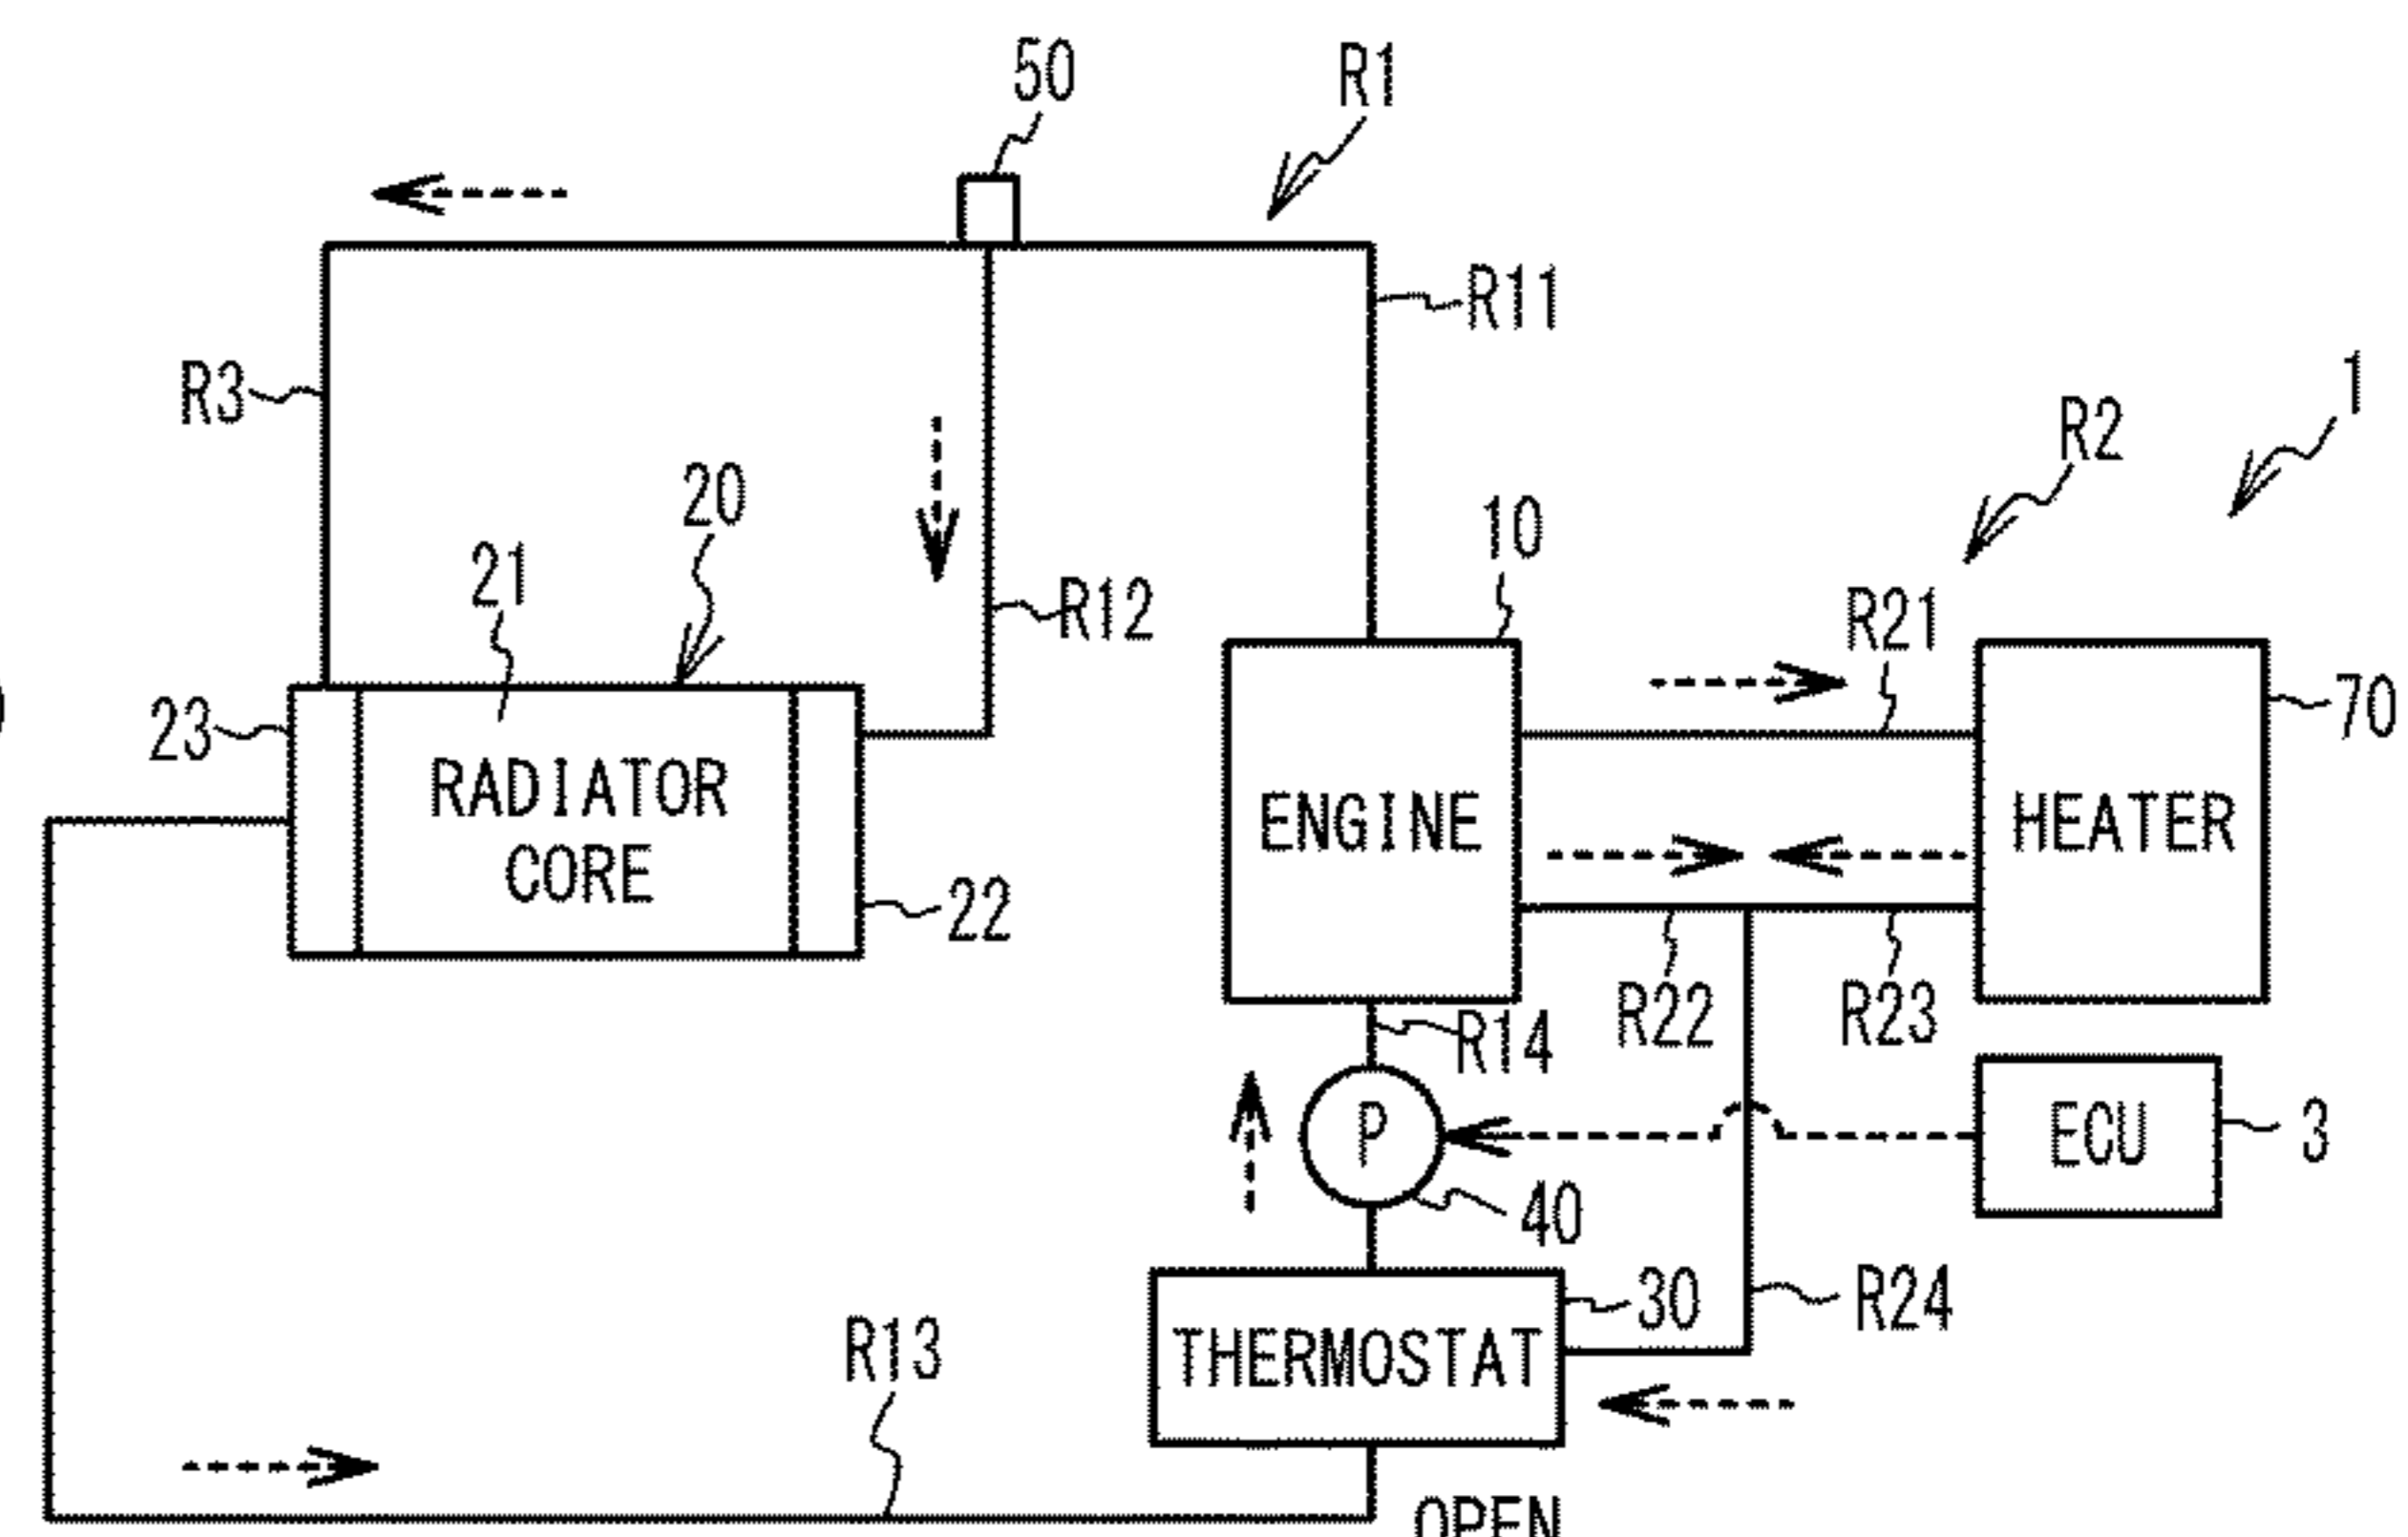 50
R1
R11
R3
1
R2
20
10
21
R12
R21
23
70
RADIATOR
CORE
ENGINE
HEATER
22
R22
R23
R14
P
ECU
3
40
30
R24
R13
THERMOSTAT
OPEN